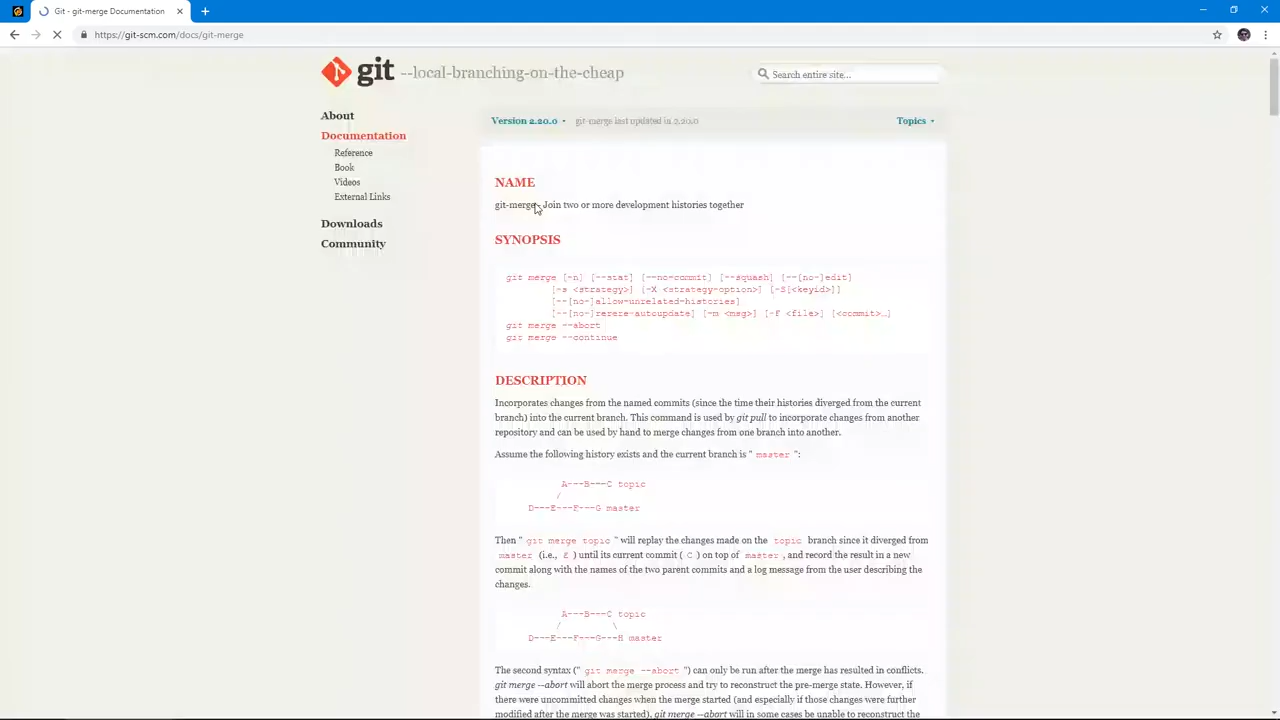 Git - git-merge Documentation
https://git-scm.com/docs/git-merge
git --local-branching-on-the-cheap
Search entire site...
About
Documentation
Reference
Book
Videos
External Links
Downloads
Community
Version 2.20.0
git-merge last updated in 2.20.0
Topics
NAME
git-merge - Join two or more development histories together
SYNOPSIS
git merge [-n] [--stat] [--no-commit] [--squash] [--[no-]edit]
[-s <strategy>] [-X <strategy-option>] [-S[<keyid>]]
[--[no-]allow-unrelated-histories]
[--[no-]rerere-autoupdate] [-m <msg>] [-F <file>] [<commit>…]
git merge --abort
git merge --continue
DESCRIPTION
Incorporates changes from the named commits (since the time their histories diverged from the current
branch) into the current branch. This command is used by git pull to incorporate changes from another
repository and can be used by hand to merge changes from one branch into another.
Assume the following history exists and the current branch is " master ":
A---B---C topic
/
D---E---F---G master
Then " git merge topic " will replay the changes made on the topic branch since it diverged from
master (i.e., E ) until its current commit ( C ) on top of master , and record the result in a new
commit along with the names of the two parent commits and a log message from the user describing the
changes.
A---B---C topic
/ \
D---E---F---G---H master
The second syntax (" git merge --abort ") can only be run after the merge has resulted in conflicts.
git merge --abort will abort the merge process and try to reconstruct the pre-merge state. However, if
there were uncommitted changes when the merge started (and especially if those changes were further
modified after the merge was started), git merge --abort will in some cases be unable to reconstruct the